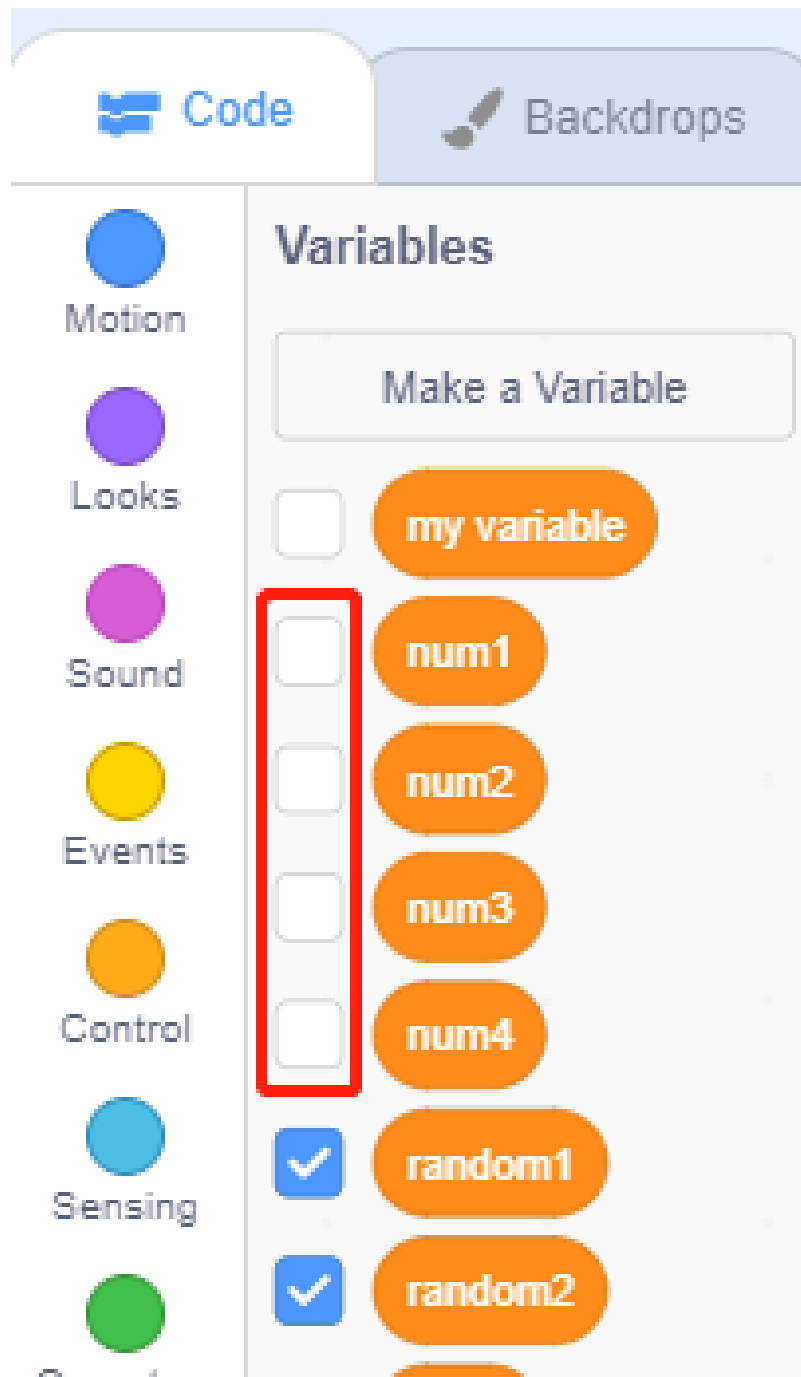 Code
Backdrops
Variables
Make a Variable
my variable
num1
num2
num3
num4
random1
random2
Motion
Looks
Sound
Events
Control
Sensing